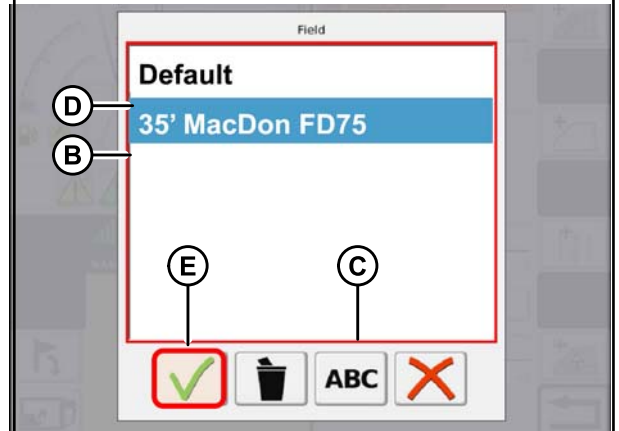 Field
Default
D
35' MacDon FD75
B
E
C
ABC